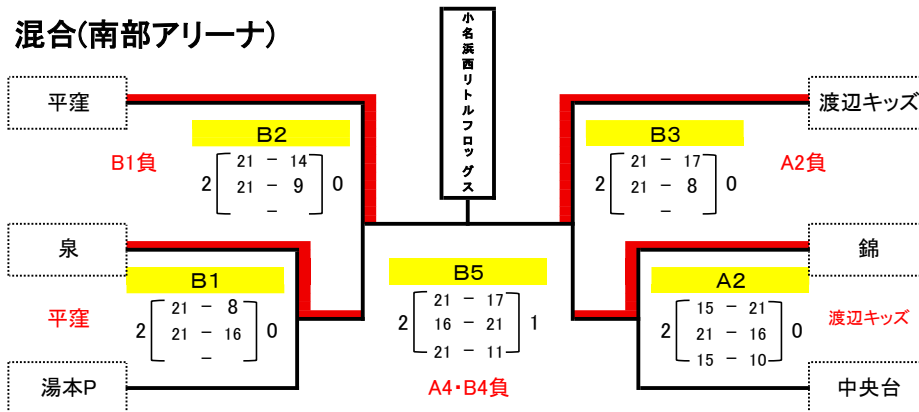 混合(南部アリーナ)
小名浜西リトルフロッグス
平窪
渡辺キッズ
B2
B3
B1負
A2負
2 21 - 14 0
21 - 9
-
2 21 - 17 0
21 - 8
-
泉
錦
B1
B5
A2
平窪
渡辺キッズ
2 21 - 8 0
21 - 16
-
2 21 - 17 1
16 - 21
21 - 11
2 15 - 21 0
21 - 16
15 - 10
湯本P
A4・B4負
中央台